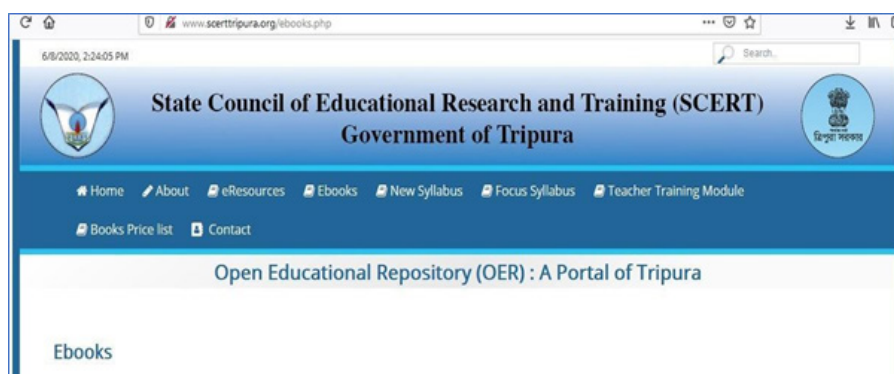 www.scerttripura.org/ebooks.php
6/8/2020, 2:24:05 PM
Search..
State Council of Educational Research and Training (SCERT)
Government of Tripura
ত্রিপুরা সরকার
Home About eResources Ebooks New Syllabus Focus Syllabus Teacher Training Module
Books Price list Contact
Open Educational Repository (OER) : A Portal of Tripura
Ebooks